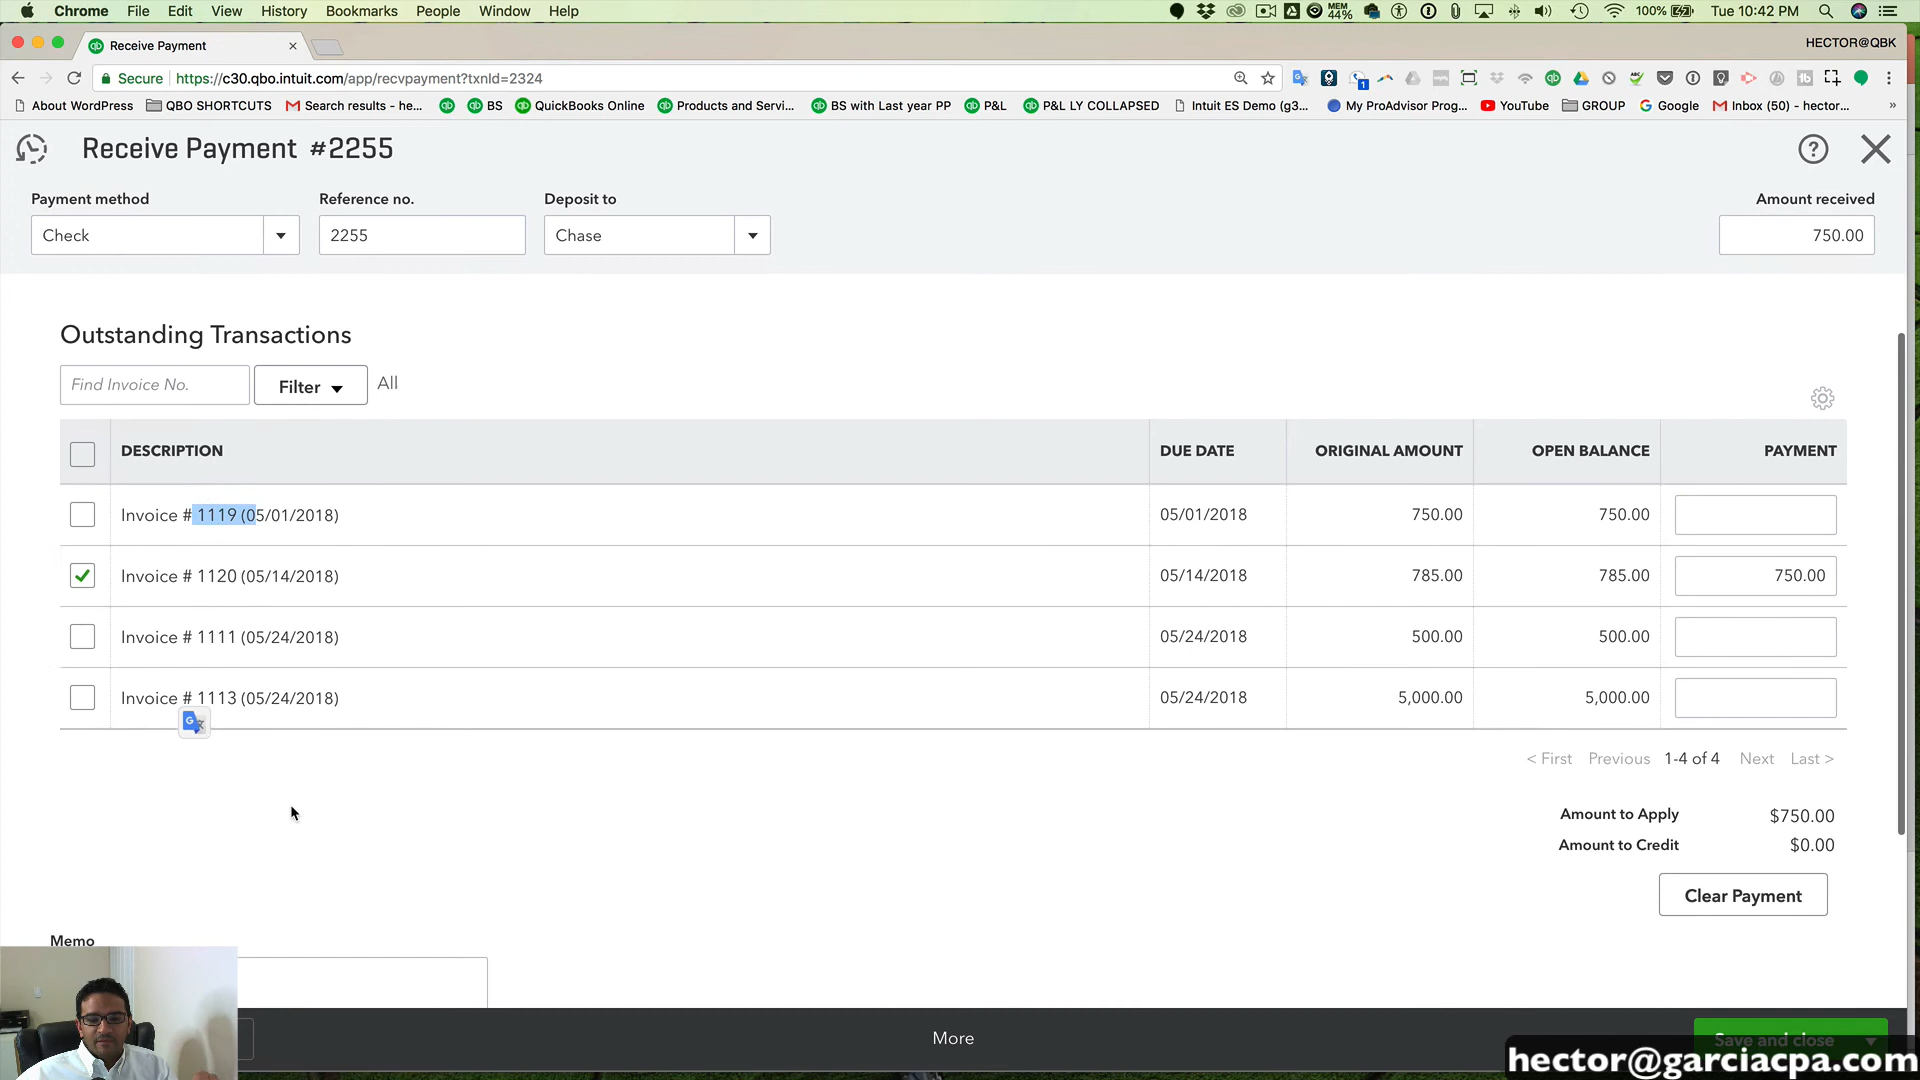 Chrome File Edit View History Bookmarks People Window Help MEM 44% 100% Tue 10:42 PM
Receive Payment × HECTOR@QBK
Secure https://c30.qbo.intuit.com/app/recvpayment?txnId=2324
About WordPress QBO SHORTCUTS Search results - he... BS QuickBooks Online Products and Servi... BS with Last year PP P&L P&L LY COLLAPSED Intuit ES Demo (g3... My ProAdvisor Prog... YouTube GROUP Google Inbox (50) - hector... »
Receive Payment #2255
Payment method Reference no. Deposit to Amount received
Check 2255 Chase 750.00
Outstanding Transactions
Find Invoice No. Filter All
DESCRIPTION DUE DATE ORIGINAL AMOUNT OPEN BALANCE PAYMENT
Invoice # 1119 (05/01/2018) 05/01/2018 750.00 750.00
Invoice # 1120 (05/14/2018) 05/14/2018 785.00 785.00 750.00
Invoice # 1111 (05/24/2018) 05/24/2018 500.00 500.00
Invoice # 1113 (05/24/2018) 05/24/2018 5,000.00 5,000.00
< First Previous 1-4 of 4 Next Last >
Amount to Apply $750.00
Amount to Credit $0.00
Clear Payment
Memo
More Save and close
hector@garciacpa.com